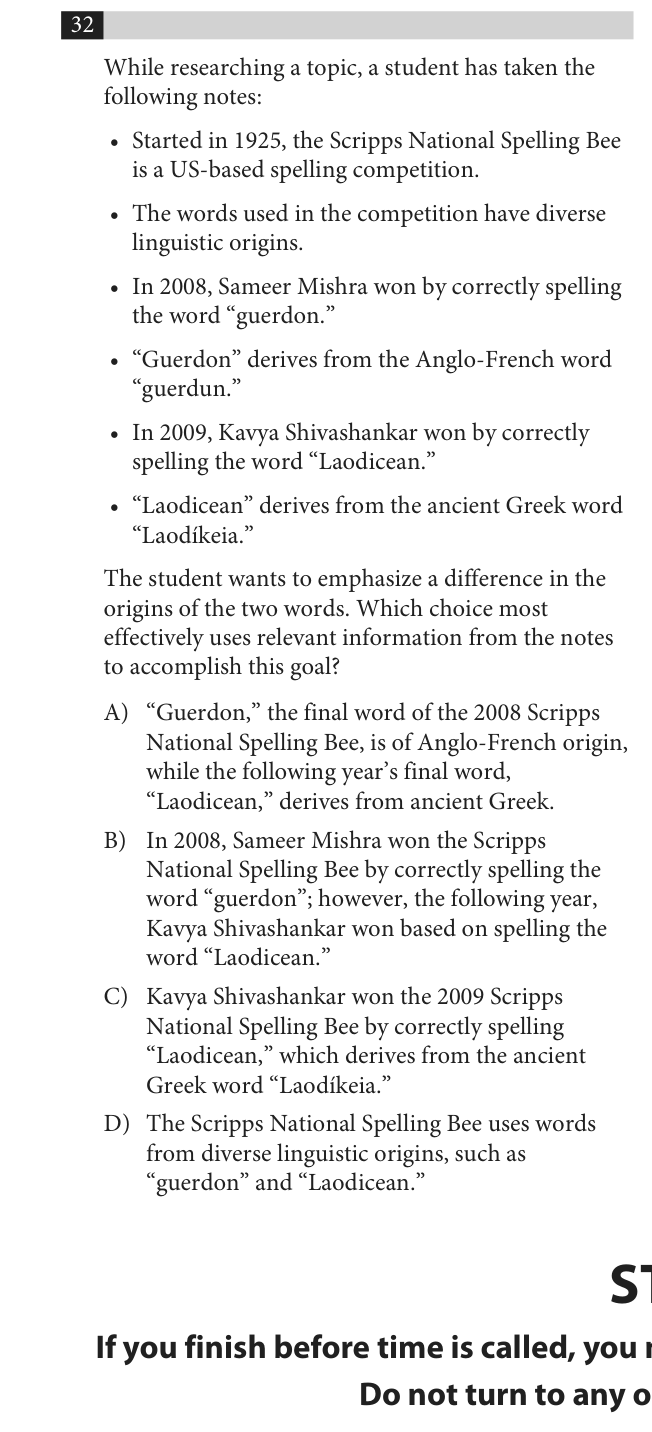 32
While researching a topic, a student has taken the
following notes:
• Started in 1925, the Scripps National Spelling Bee
is a US-based spelling competition.
• The words used in the competition have diverse
linguistic origins.
• In 2008, Sameer Mishra won by correctly spelling
the word “guerdon.”
• “Guerdon” derives from the Anglo-French word
“guerdun.”
• In 2009, Kavya Shivashankar won by correctly
spelling the word “Laodicean.”
• “Laodicean” derives from the ancient Greek word
“Laodíkeia.”
The student wants to emphasize a difference in the
origins of the two words. Which choice most
effectively uses relevant information from the notes
to accomplish this goal?
A) “Guerdon,” the final word of the 2008 Scripps
National Spelling Bee, is of Anglo-French origin,
while the following year’s final word,
“Laodicean,” derives from ancient Greek.
B) In 2008, Sameer Mishra won the Scripps
National Spelling Bee by correctly spelling the
word “guerdon”; however, the following year,
Kavya Shivashankar won based on spelling the
word “Laodicean.”
C) Kavya Shivashankar won the 2009 Scripps
National Spelling Bee by correctly spelling
“Laodicean,” which derives from the ancient
Greek word “Laodíkeia.”
D) The Scripps National Spelling Bee uses words
from diverse linguistic origins, such as
“guerdon” and “Laodicean.”
If you finish before time is called, you
Do not turn to any